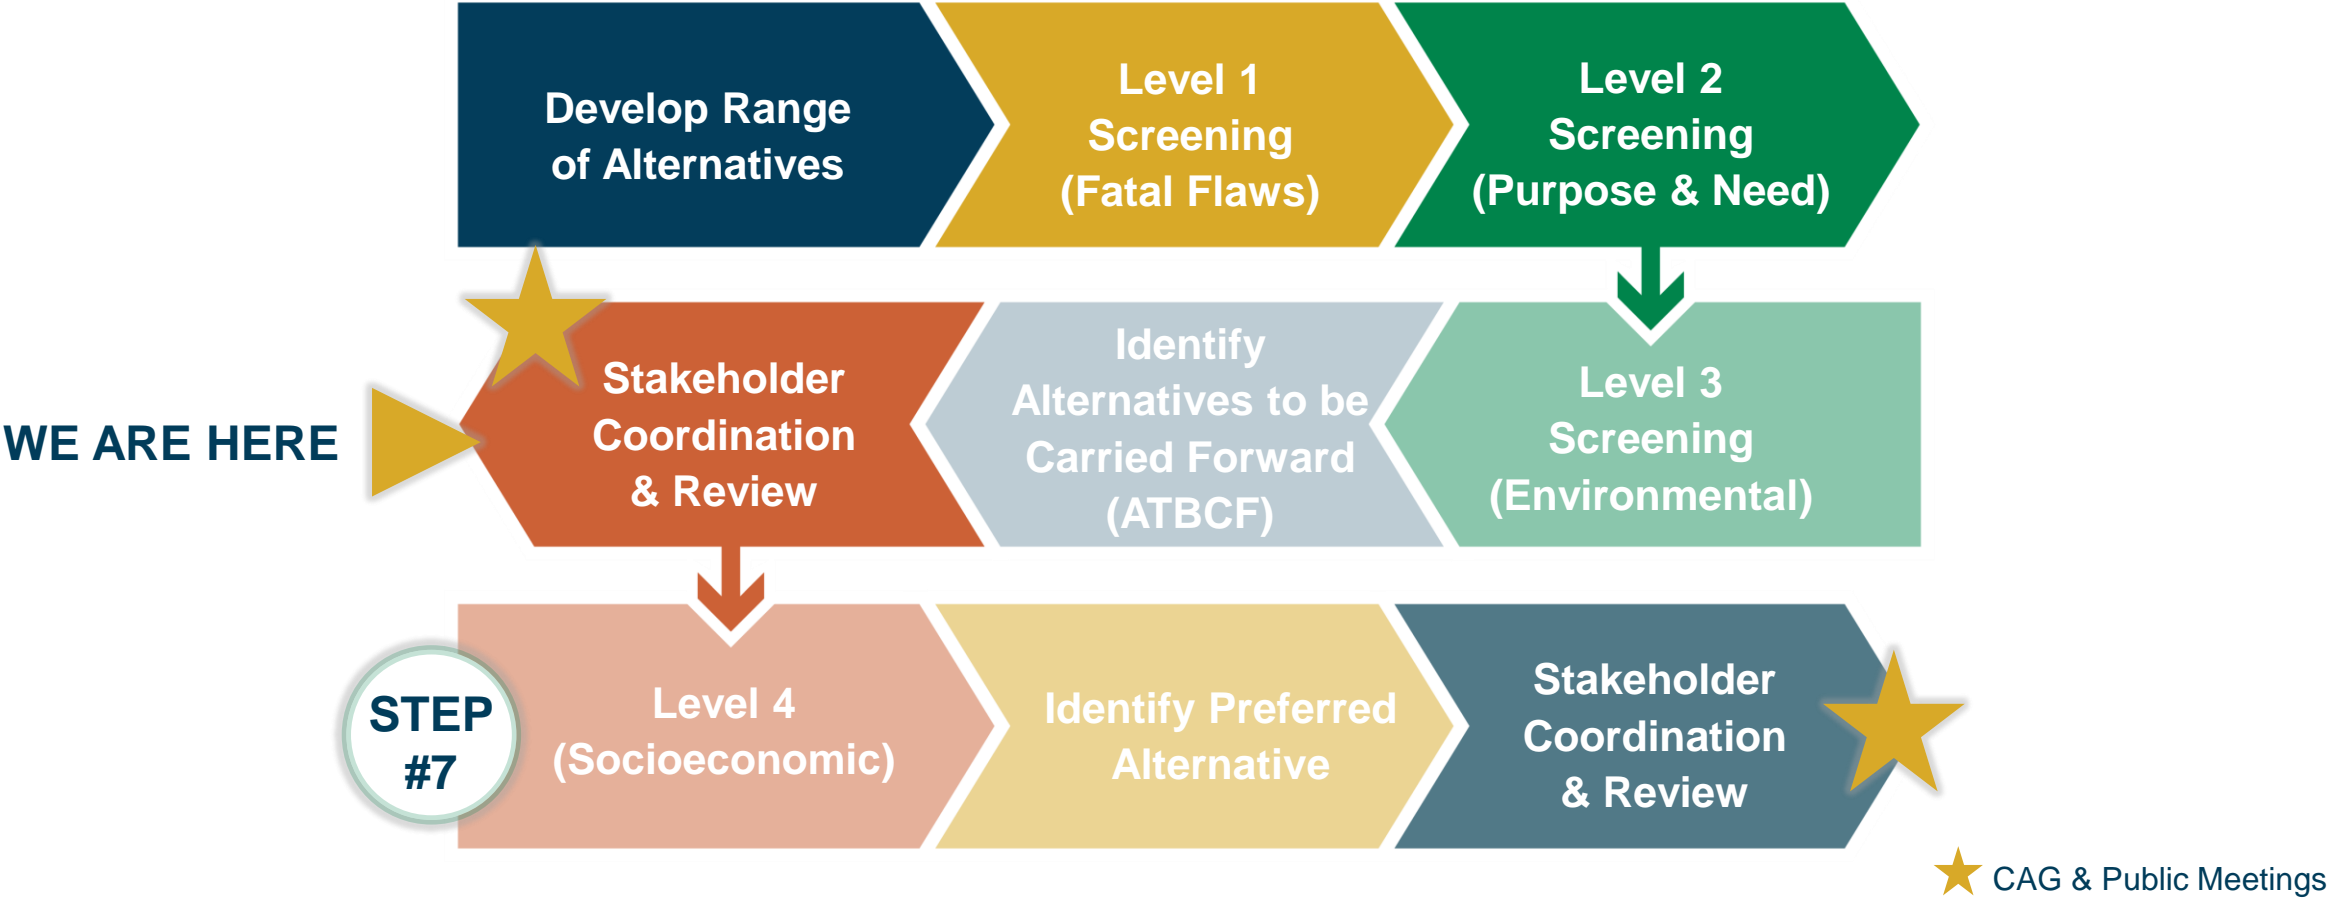 Develop Range
of Alternatives
Level 1
Screening
(Fatal Flaws)
Level 2
Screening
(Purpose & Need)
WE ARE HERE
Stakeholder
Coordination
& Review
Identify
Alternatives to be
Carried Forward
(ATBCF)
Level 3
Screening
(Environmental)
STEP
#7
Level 4
(Socioeconomic)
Identify Preferred
Alternative
Stakeholder
Coordination
& Review
CAG & Public Meetings